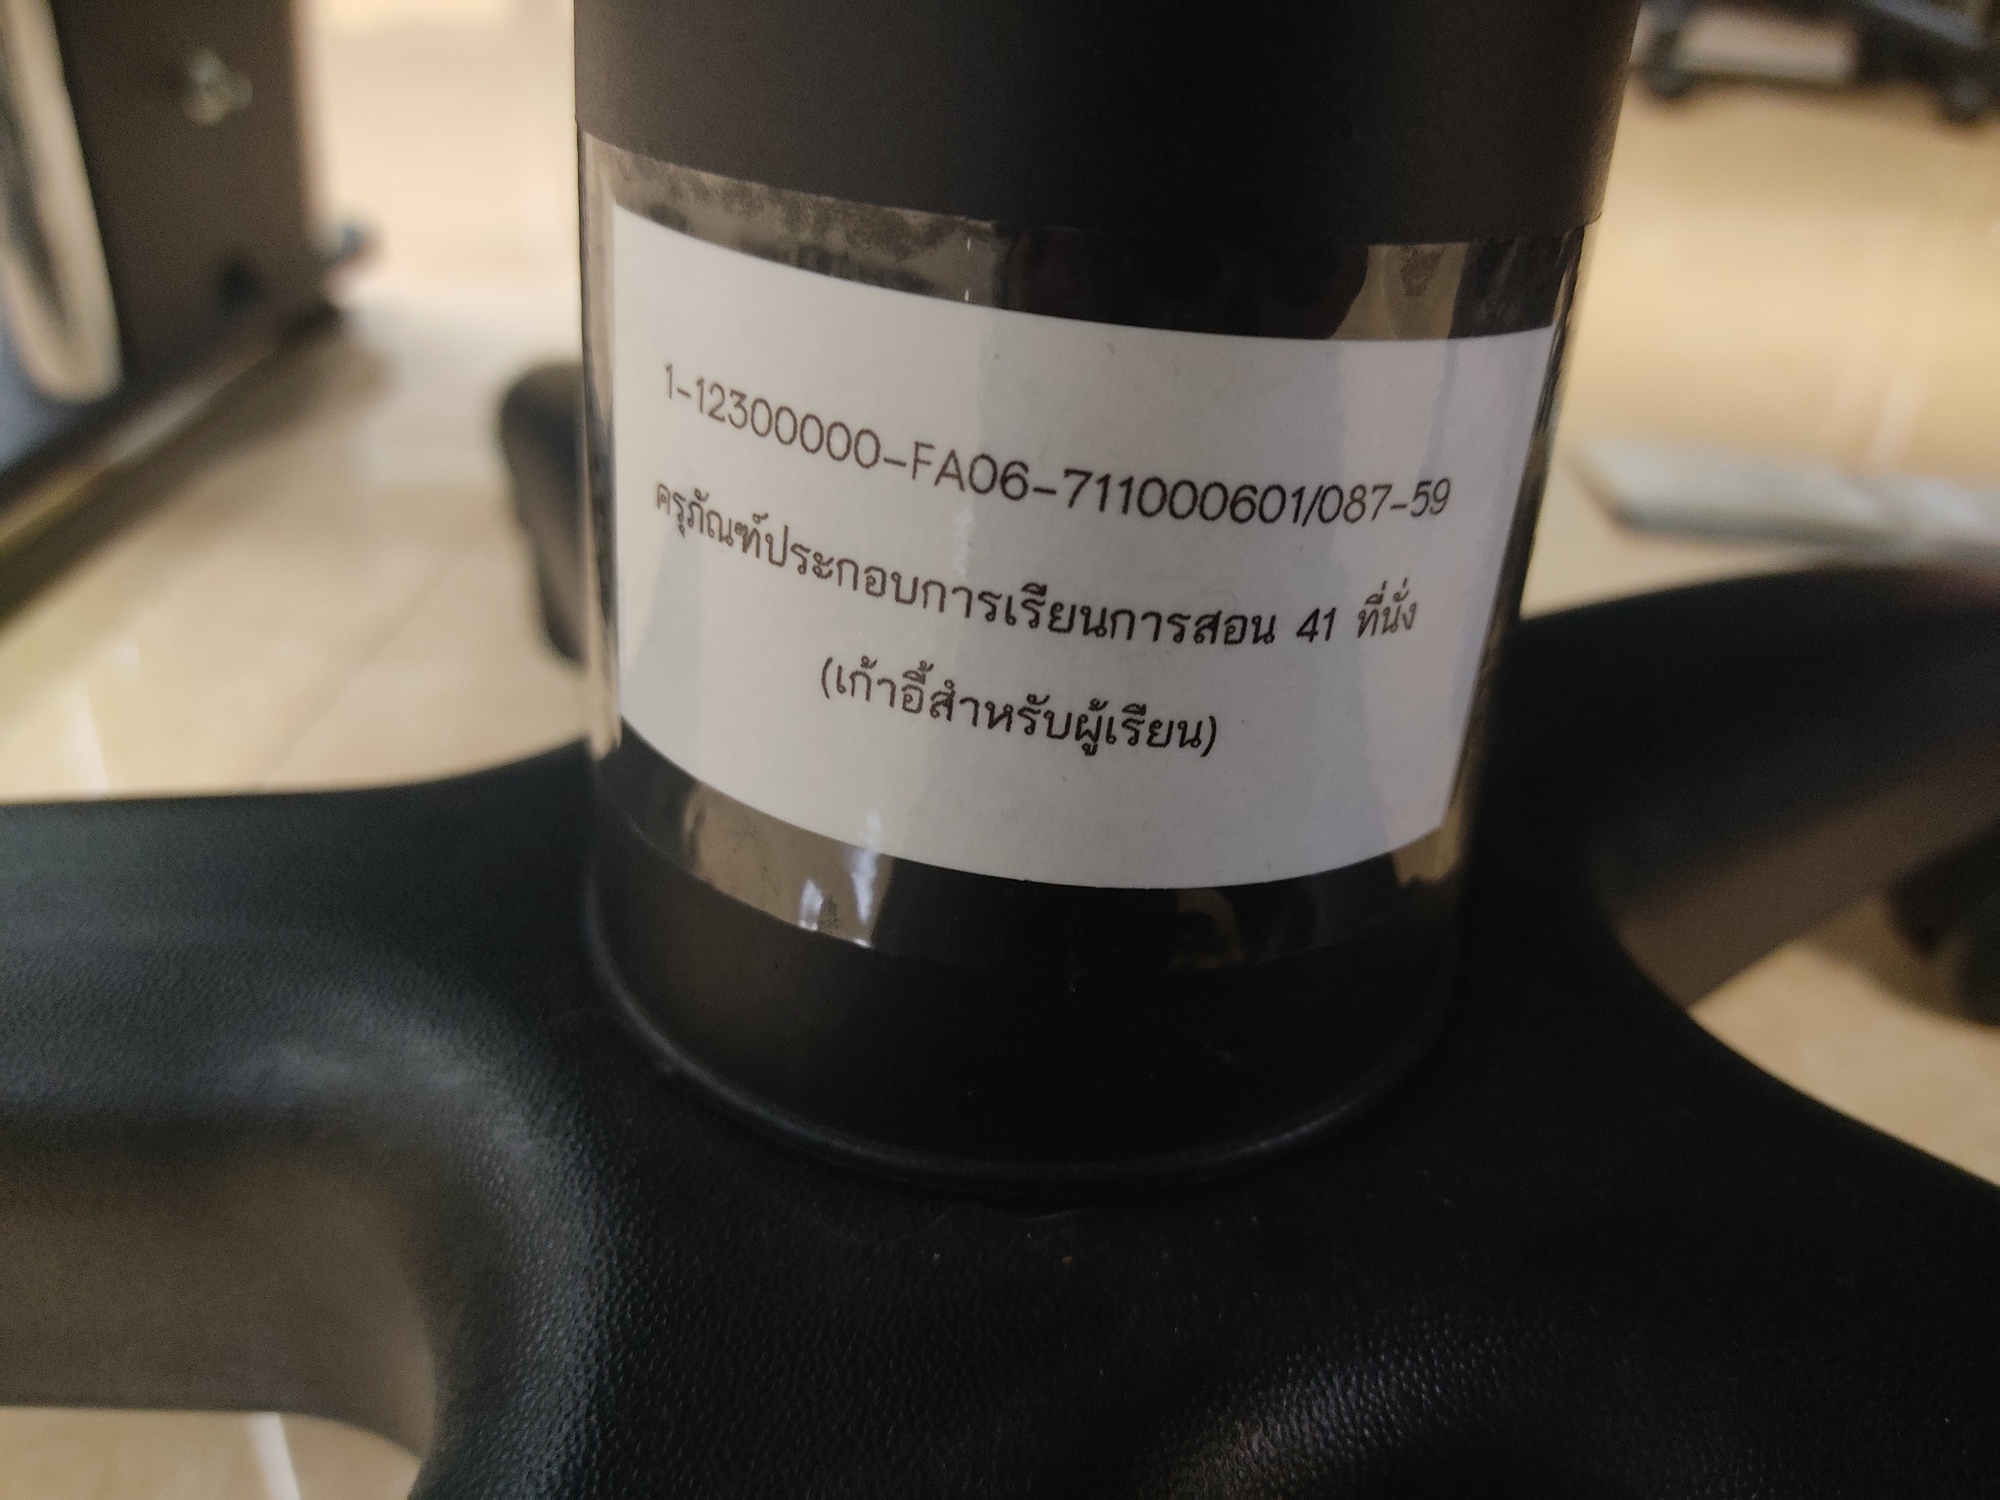 1-12300000-FA06-711000601/087-59
ครุภัณฑ์ประกอบการเรียนการสอน 41 ที่นั่ง
(เก้าอี้สำหรับผู้เรียน)